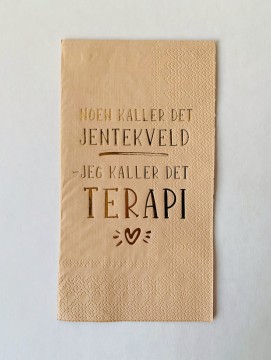 NOEN KALLER DET
JENTEKVELD
-JEG KALLER DET
TERAPI